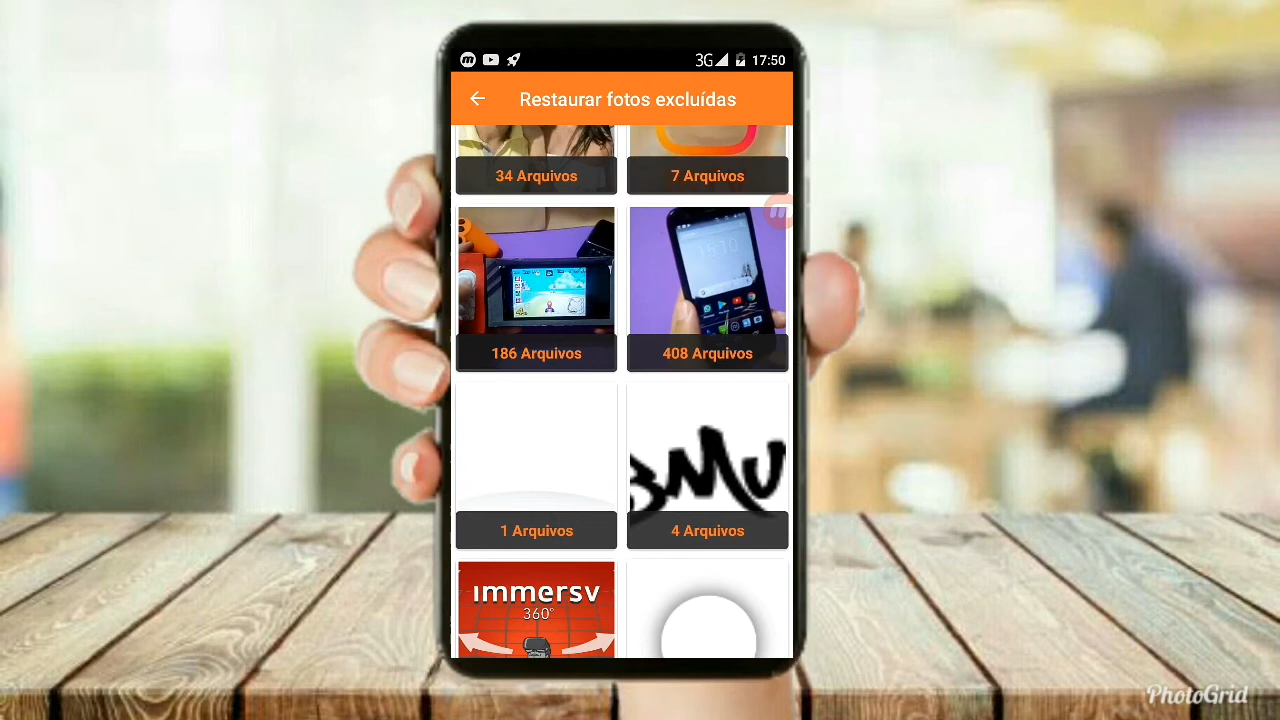 3G 17:50
Restaurar fotos excluídas
34 Arquivos
7 Arquivos
186 Arquivos
408 Arquivos
1 Arquivos
4 Arquivos
ımmersv
360°
PhotoGrid